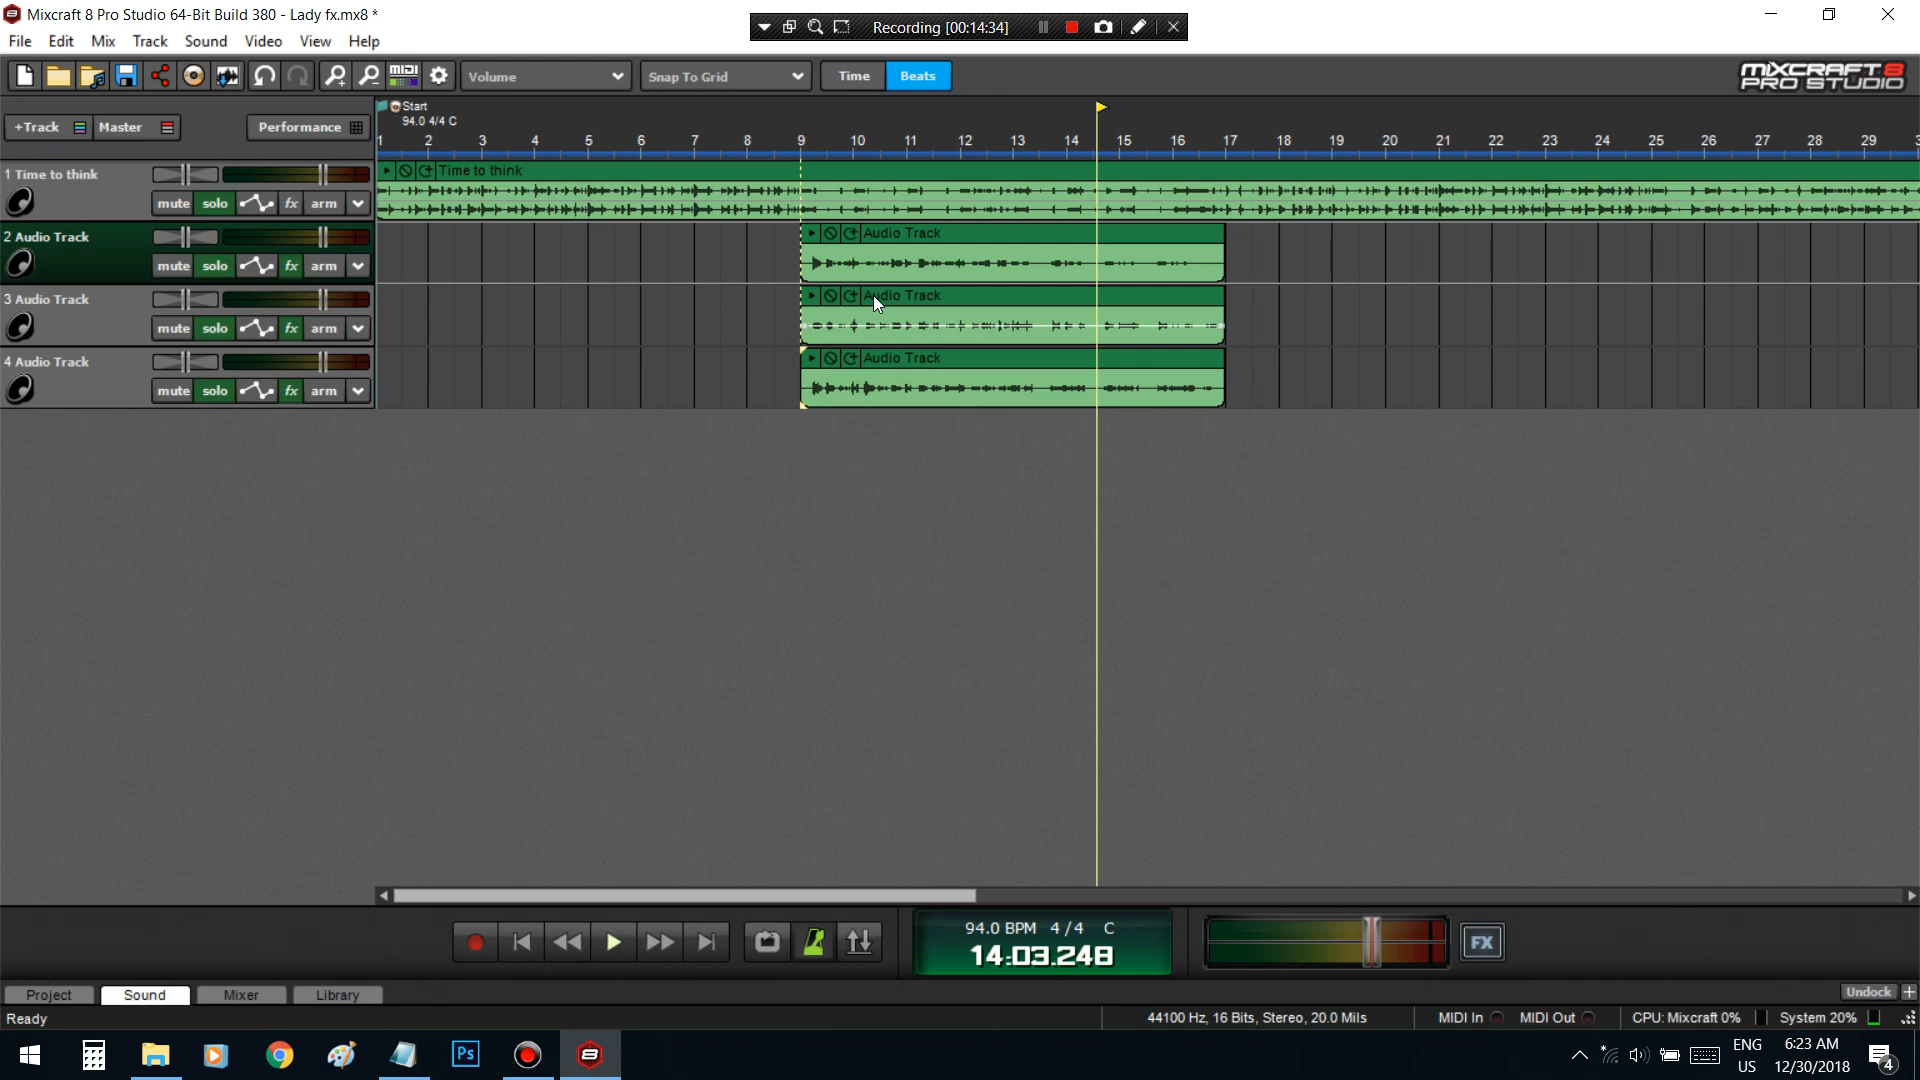 Mixcraft 8 Pro Studio 64-Bit Build 380 - Lady fx.mx8 *
Recording [00:14:34]
File Edit Mix Track Sound Video View Help
MIDI
Volume
Snap To Grid
Time Beats
MIXCRAFT 8
PRO STUDIO
+Track Master Performance
Start
94.0 4/4 C
1 2 3 4 5 6 7 8 9 10 11 12 13 14 15 16 17 18 19 20 21 22 23 24 25 26 27 28 29
1 Time to think
mute solo fx arm
Time to think
2 Audio Track
mute solo fx arm
Audio Track
3 Audio Track
mute solo fx arm
Audio Track
4 Audio Track
mute solo fx arm
Audio Track
94.0 BPM 4/4 C
14:03.248
FX
Project Sound Mixer Library
Undock +
Ready
44100 Hz, 16 Bits, Stereo, 20.0 Mils
MIDI In MIDI Out
CPU: Mixcraft 0% System 20%
Ps
8
ENG
US
6:23 AM
12/30/2018
4